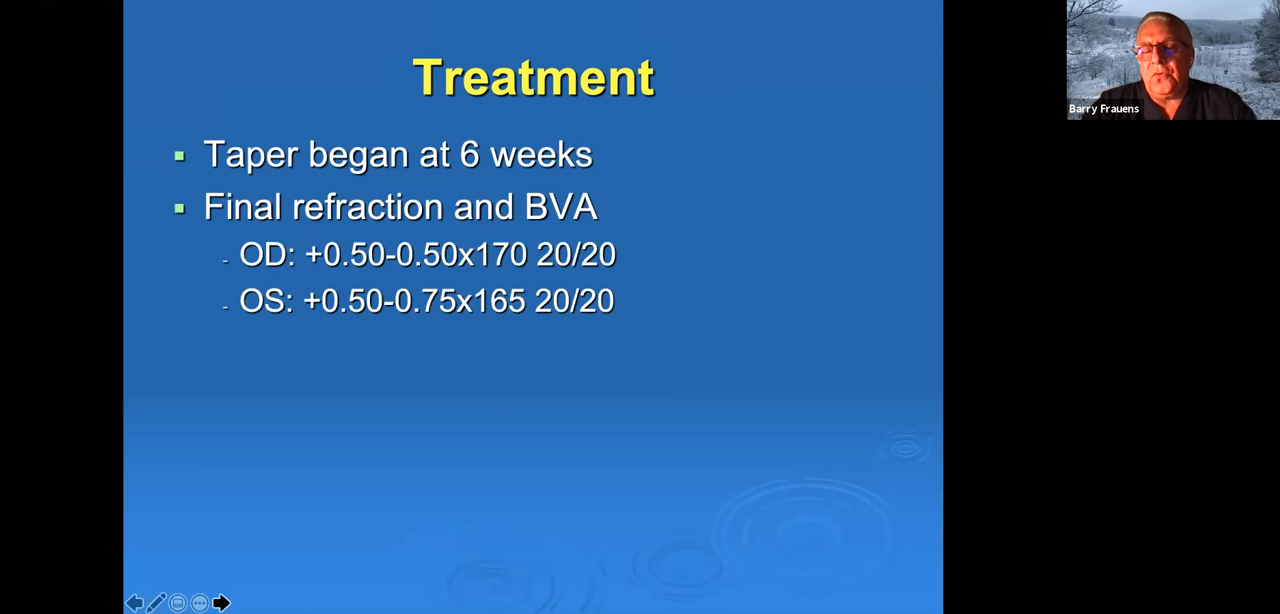 Treatment
Taper began at 6 weeks
Final refraction and BVA
- OD: +0.50-0.50x170 20/20
- OS: +0.50-0.75x165 20/20
Barry Frauens